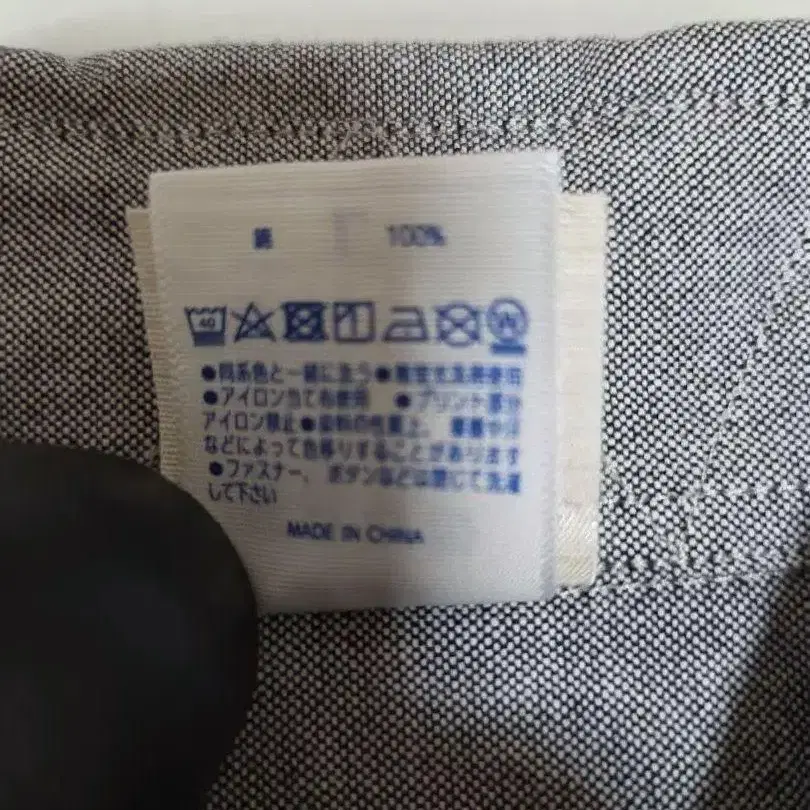 綿 100%
40
W
●同系色と一緒に洗う●無蛍光洗剤使用
●アイロン当て布使用 ●プリント部分
アイロン禁止●染料の性質上、摩擦や汗
などによって色移りすることがあります
●ファスナー、ボタンなどは閉じて洗濯
して下さい
MADE IN CHINA